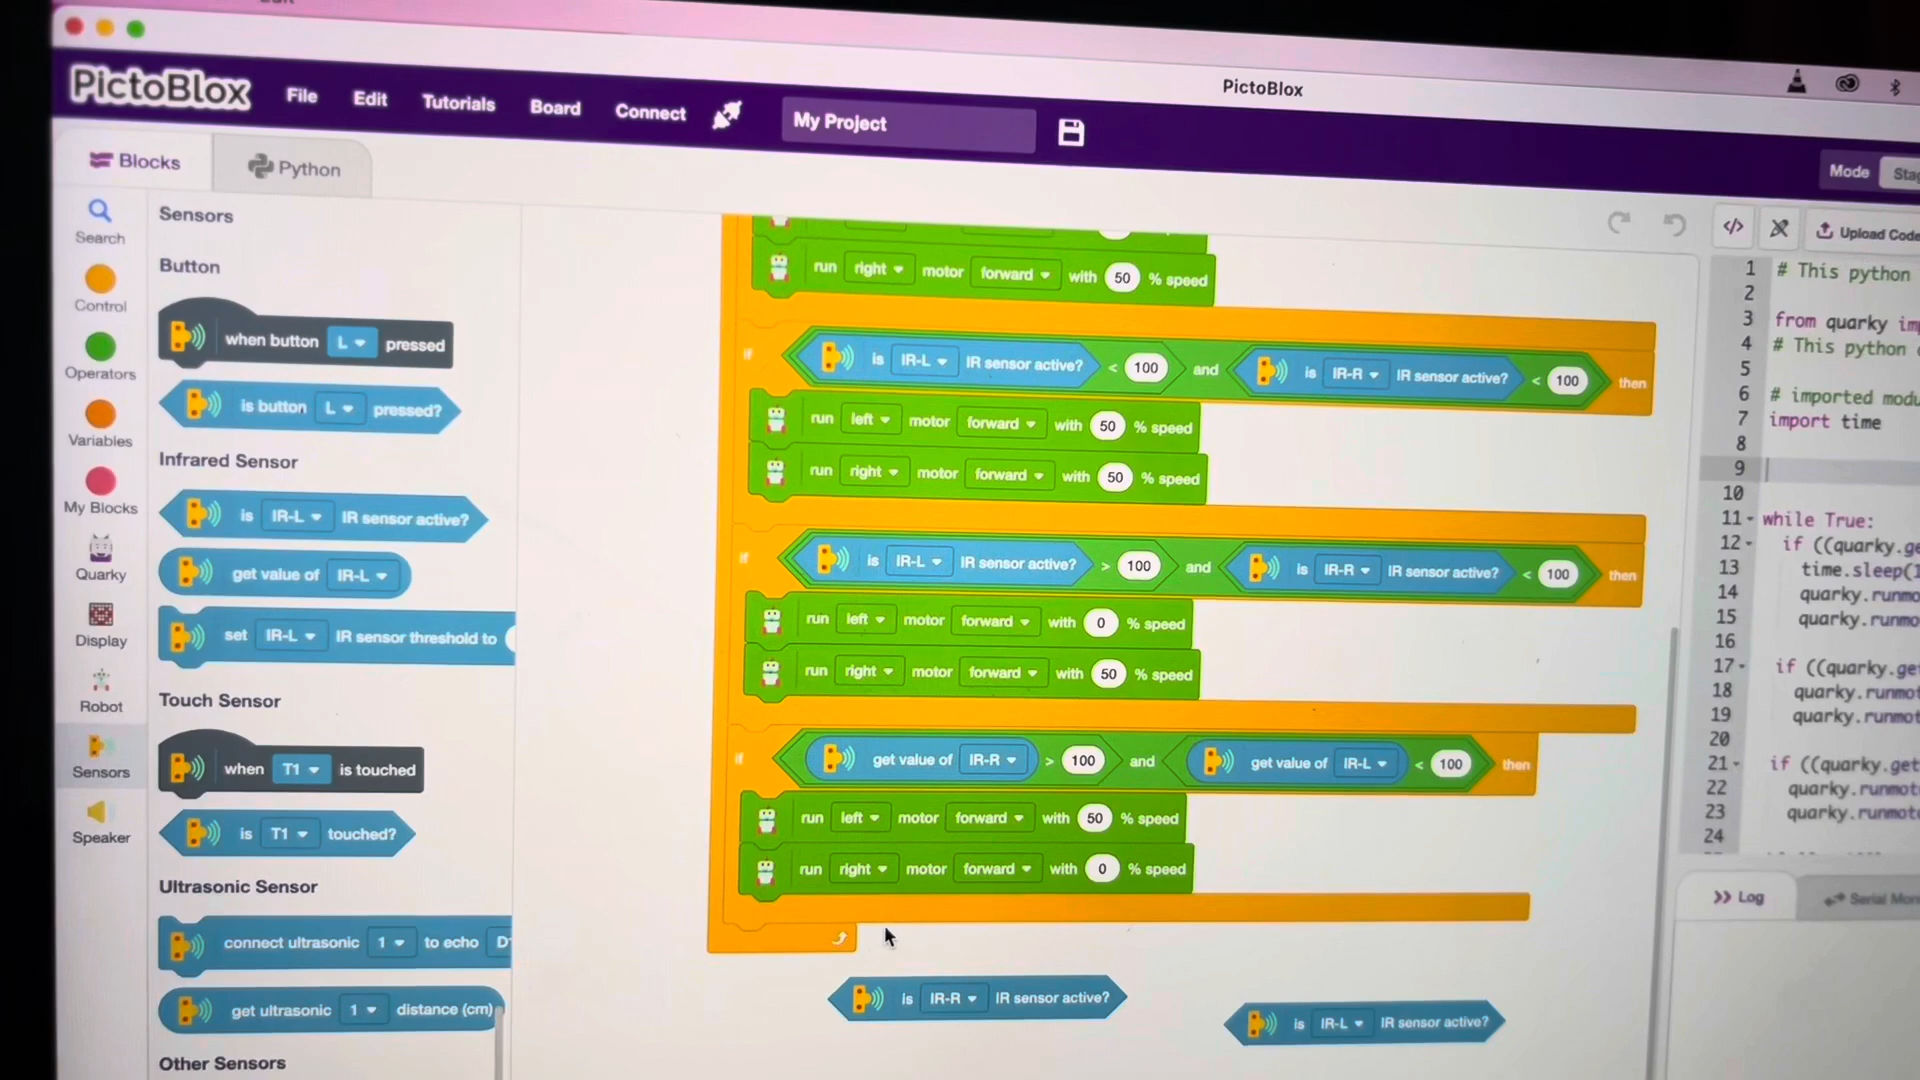 PictoBlox
PictoBlox File Edit Tutorials Board Connect My Project
Mode
Blocks Python
Upload Code
Search
Control
Operators
Variables
My Blocks
Quarky
Display
Robot
Sensors
Speaker
Sensors
Button
when button L pressed
is button L pressed?
Infrared Sensor
is IR-L IR sensor active?
get value of IR-L
set IR-L IR sensor threshold to
Touch Sensor
when T1 is touched
is T1 touched?
Ultrasonic Sensor
connect ultrasonic 1 to echo
get ultrasonic 1 distance (cm)
Other Sensors
run right motor forward with 50 % speed
if is IR-L IR sensor active? < 100 and is IR-R IR sensor active? < 100 then
run left motor forward with 50 % speed
run right motor forward with 50 % speed
if is IR-L IR sensor active? > 100 and is IR-R IR sensor active? < 100 then
run left motor forward with 0 % speed
run right motor forward with 50 % speed
if get value of IR-R > 100 and get value of IR-L < 100 then
run left motor forward with 50 % speed
run right motor forward with 0 % speed
is IR-R IR sensor active?
is IR-L IR sensor active?
1 # This python
2
3 from quarky
4 # This python
5
6 # imported
7 import time
8
9
10
11 while True:
12 if ((quarky.ge
13 time.sleep(
14 quarky.runmo
15 quarky.runmo
16
17 if ((quarky.get
18 quarky.runmot
19 quarky.runmot
20
21 if ((quarky.get
22 quarky.runmot
23 quarky.runmot
24
Log Serial